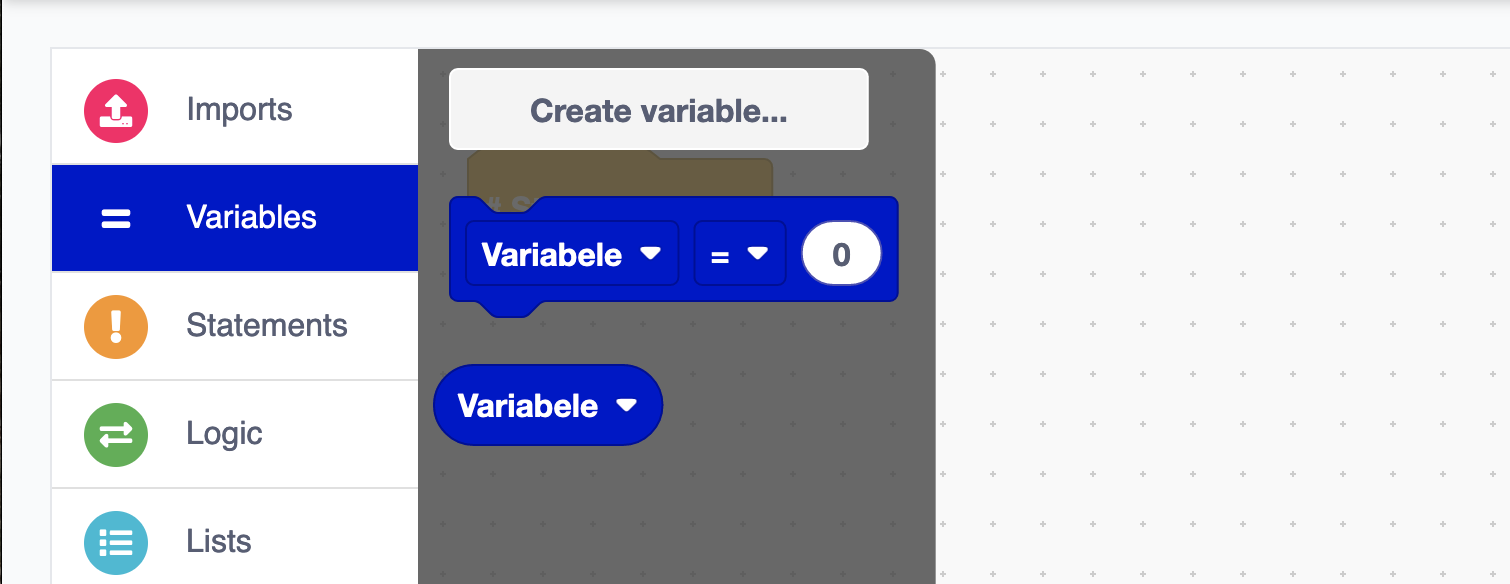 Imports
Variables
Statements
Logic
Lists
Create variable...
# S
Variabele = 0
Variabele